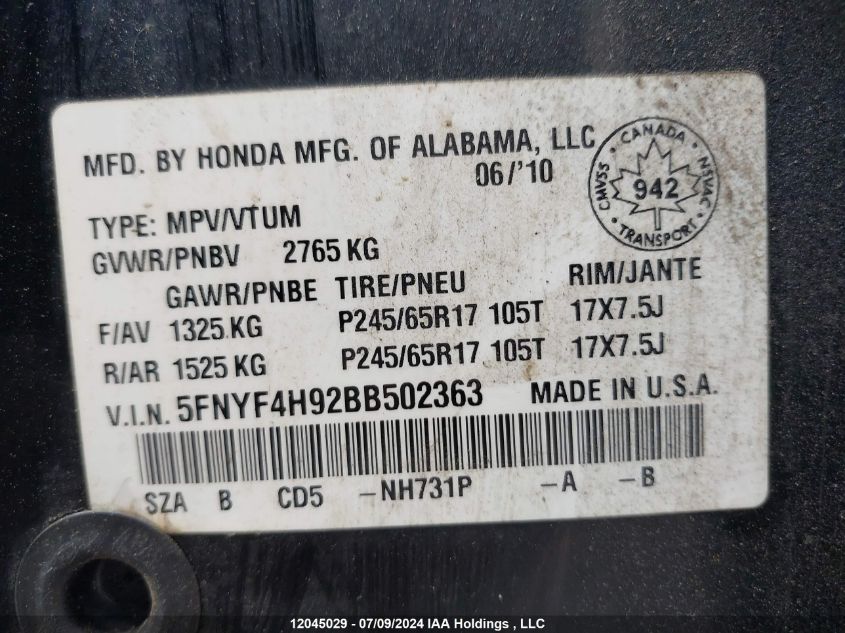 MFD. BY HONDA MFG. OF ALABAMA, LLC
06/'10
CANADA
CMVSS 942 NSVAC
TRANSPORT
TYPE: MPV/VTUM
GVWR/PNBV 2765 KG
GAWR/PNBE TIRE/PNEU RIM/JANTE
F/AV 1325 KG P245/65R17 105T 17X7.5J
R/AR 1525 KG P245/65R17 105T 17X7.5J
V.I.N. 5FNYF4H92BB502363 MADE IN U.S.A.
SZA B CD5 -NH731P -A -B
12045029 - 07/09/2024 IAA Holdings , LLC